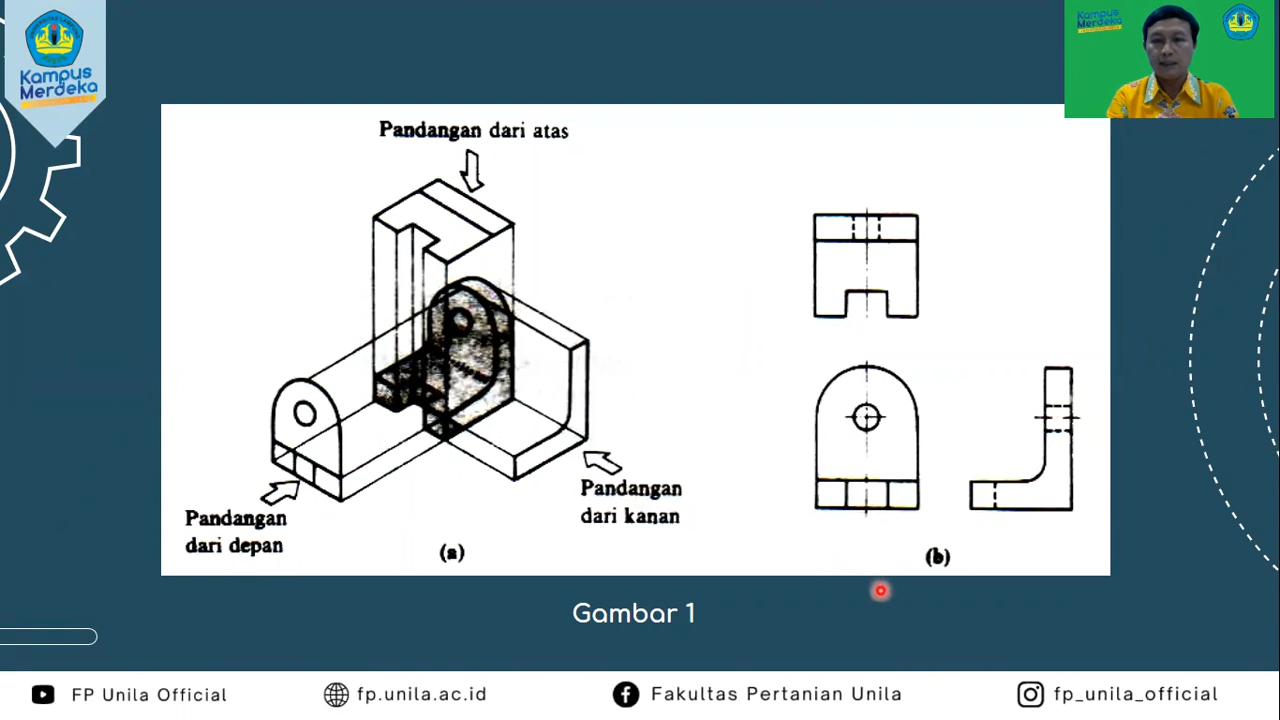 Kampus
Merdeka
Kampus
Merdeka
Pandangan dari atas
Pandangan
dari kanan
Pandangan
dari depan
(a)
(b)
Gambar 1
FP Unila Official
fp.unila.ac.id
Fakultas Pertanian Unila
fp_unila_official